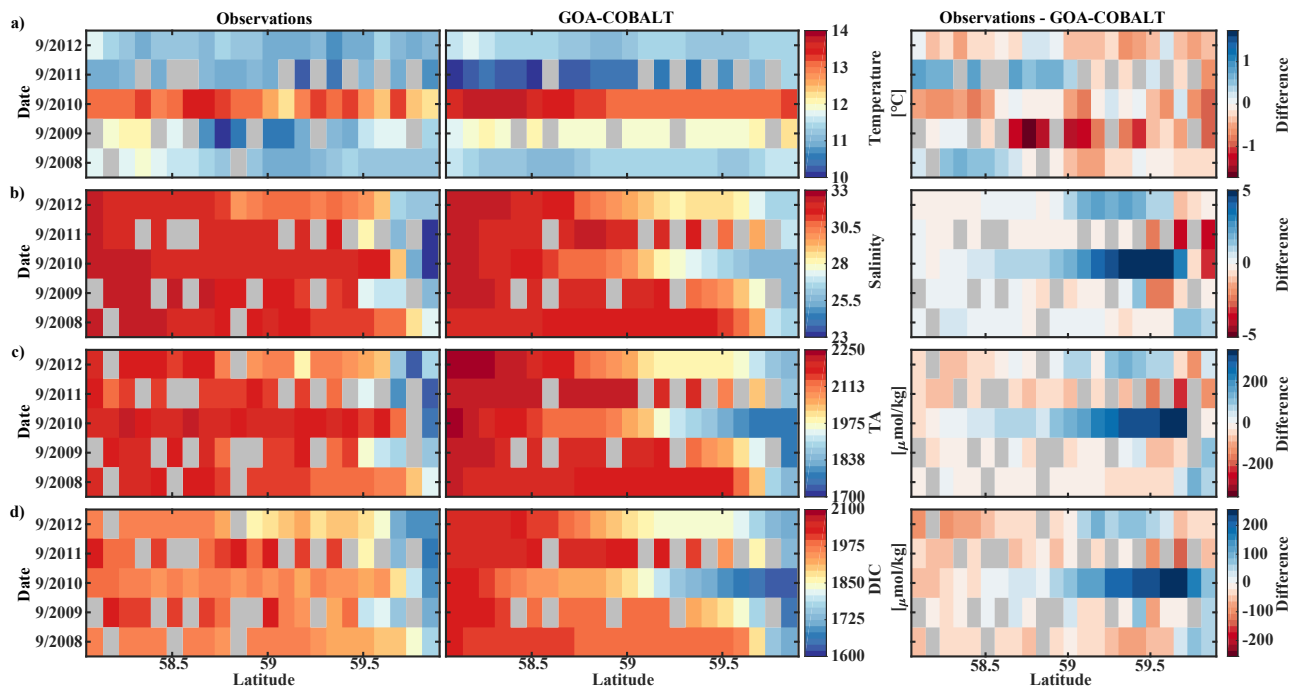 Observations GOA-COBALT Observations - GOA-COBALT
a)
9/2012
9/2011
9/2010
9/2009
9/2008
Date
14
13
12
11
10
Temperature
[°C]
1
0
-1
Difference
b)
9/2012
9/2011
9/2010
9/2009
9/2008
Date
33
30.5
28
25.5
23
Salinity
5
0
-5
Difference
c)
9/2012
9/2011
9/2010
9/2009
9/2008
Date
2250
2113
1975
1838
1700
TA
[μmol/kg]
200
0
-200
Difference
d)
9/2012
9/2011
9/2010
9/2009
9/2008
Date
2100
1975
1850
1725
1600
DIC
[μmol/kg]
200
100
0
-100
-200
Difference
58.5 59 59.5 58.5 59 59.5 58.5 59 59.5
Latitude Latitude Latitude